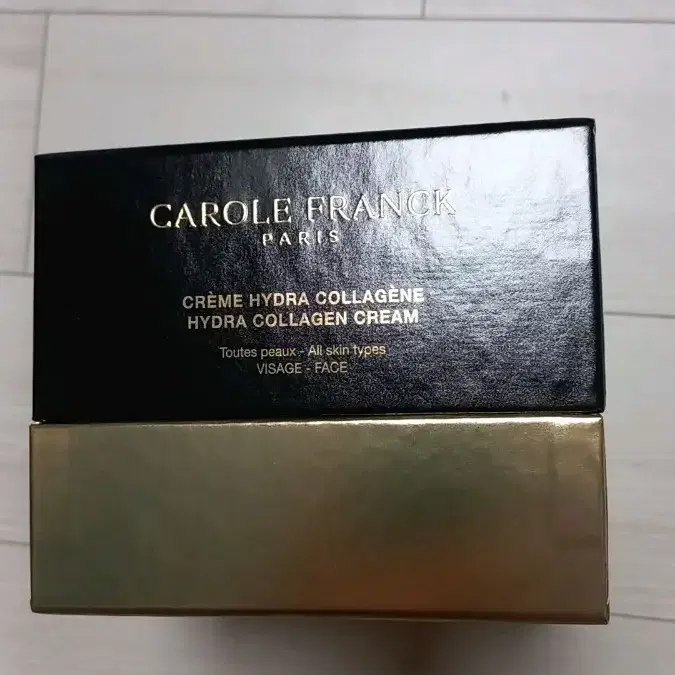 CAROLE FRANCK
PARIS
CRÈME HYDRA COLLAGÈNE
HYDRA COLLAGEN CREAM
Toutes peaux - All skin types
VISAGE - FACE